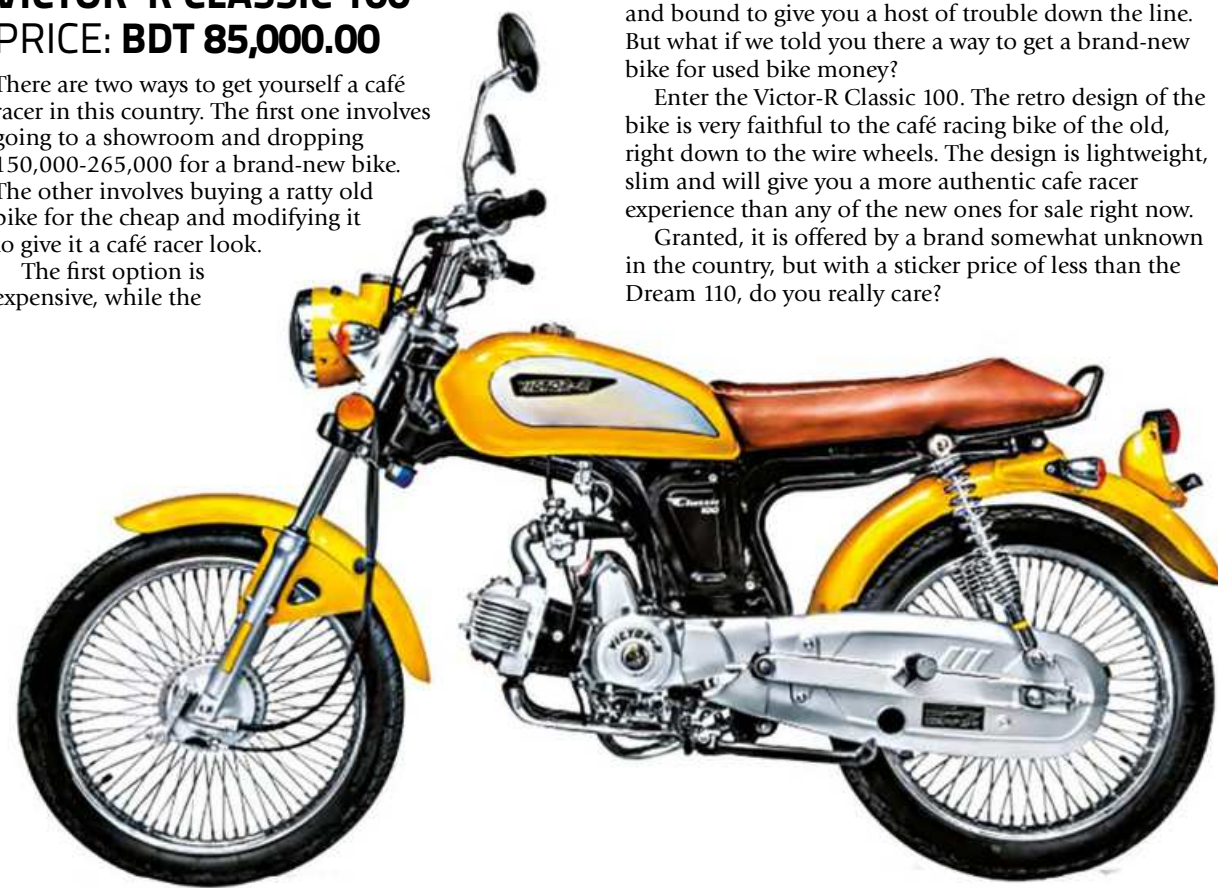 VICTOR-R CLASSIC 100
PRICE: BDT 85,000.00
There are two ways to get yourself a café
racer in this country. The first one involves
going to a showroom and dropping
150,000-265,000 for a brand-new bike.
The other involves buying a ratty old
bike for the cheap and modifying it
to give it a café racer look.
The first option is
expensive, while the
and bound to give you a host of trouble down the line.
But what if we told you there a way to get a brand-new
bike for used bike money?
Enter the Victor-R Classic 100. The retro design of the
bike is very faithful to the café racing bike of the old,
right down to the wire wheels. The design is lightweight,
slim and will give you a more authentic cafe racer
experience than any of the new ones for sale right now.
Granted, it is offered by a brand somewhat unknown
in the country, but with a sticker price of less than the
Dream 110, do you really care?
VICTOR-R
Classic
100
VICTOR-R